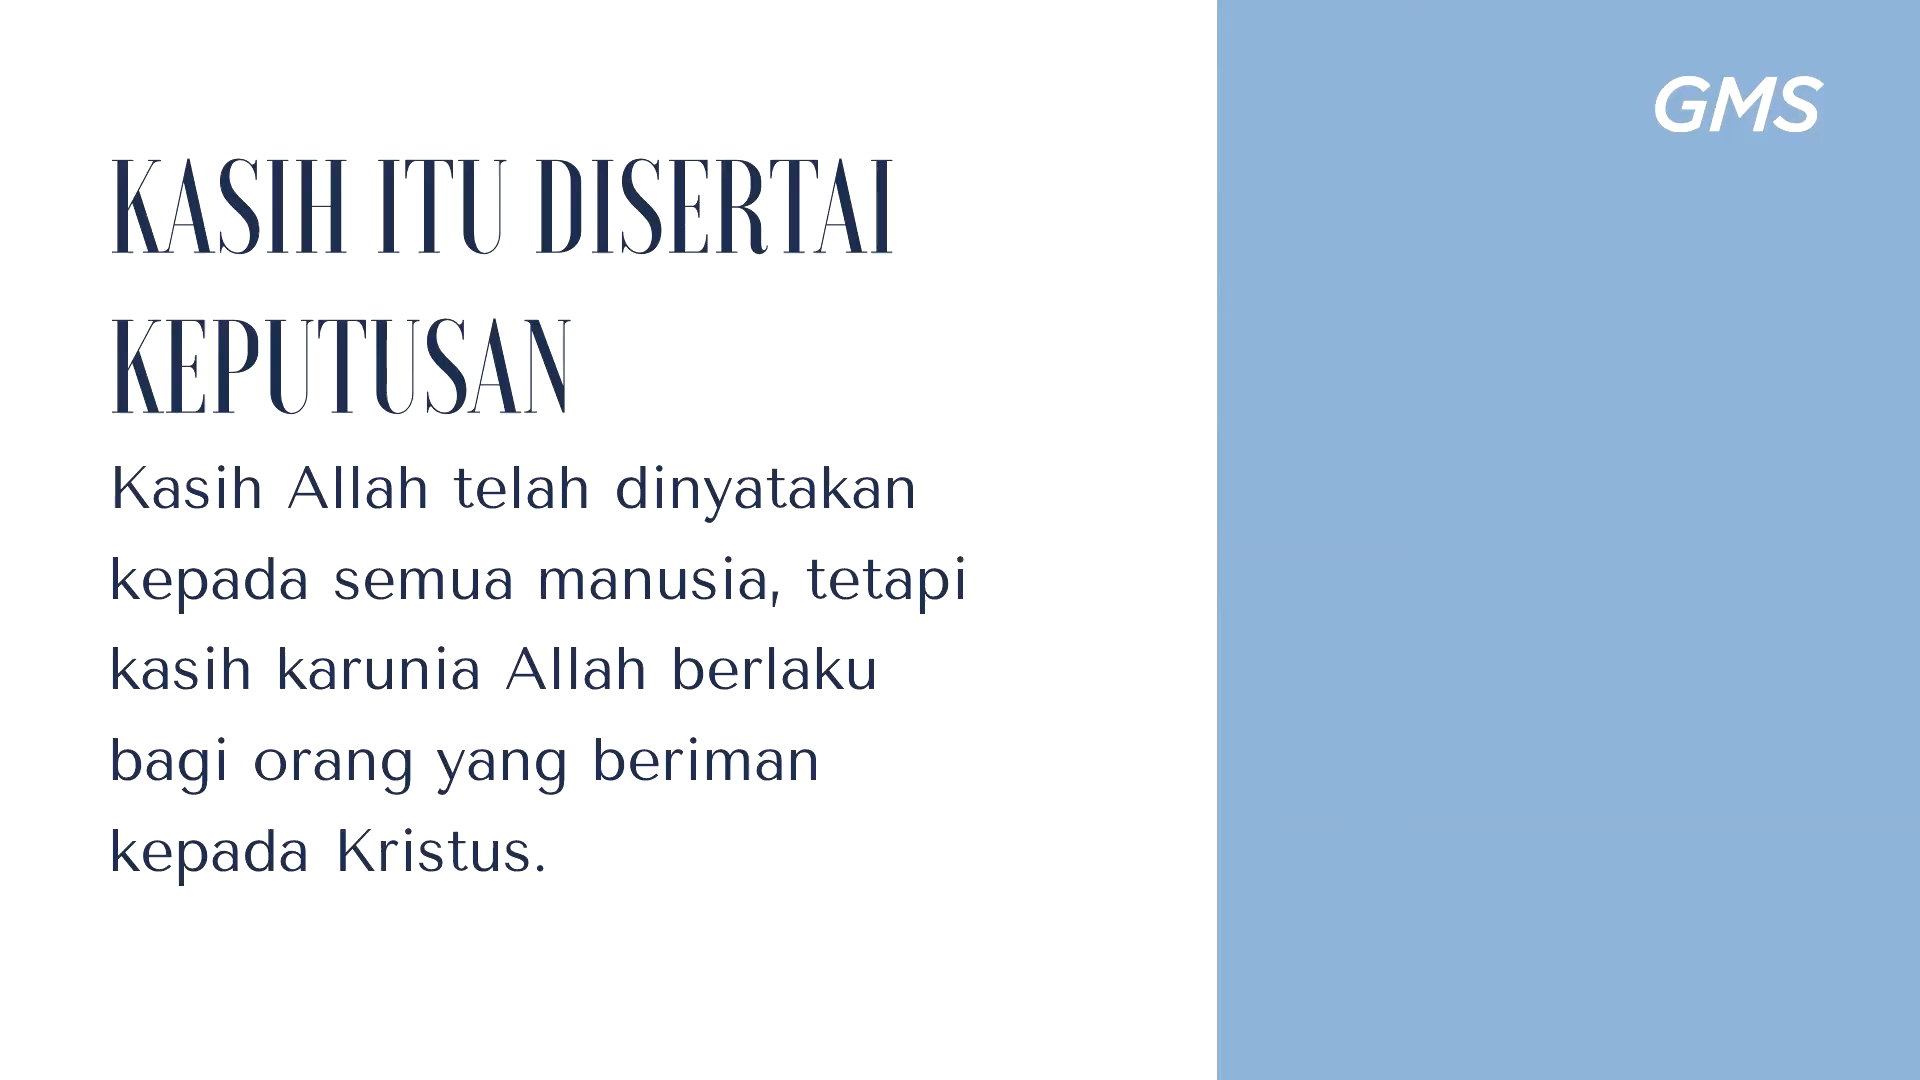 GMS
KASIH ITU DISERTAI
KEPUTUSAN
Kasih Allah telah dinyatakan
kepada semua manusia, tetapi
kasih karunia Allah berlaku
bagi orang yang beriman
kepada Kristus.